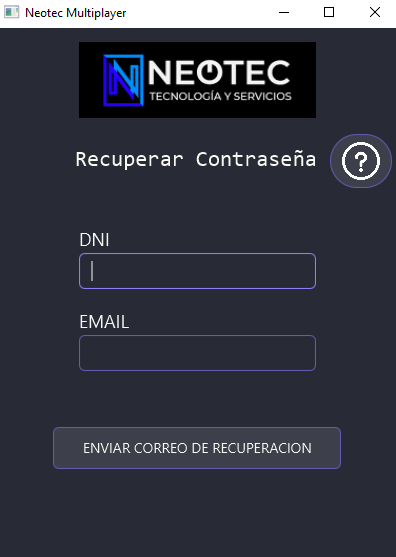 Neotec Multiplayer
NEOTEC
TECNOLOGÍA Y SERVICIOS
Recuperar Contraseña
?
DNI
EMAIL
ENVIAR CORREO DE RECUPERACION